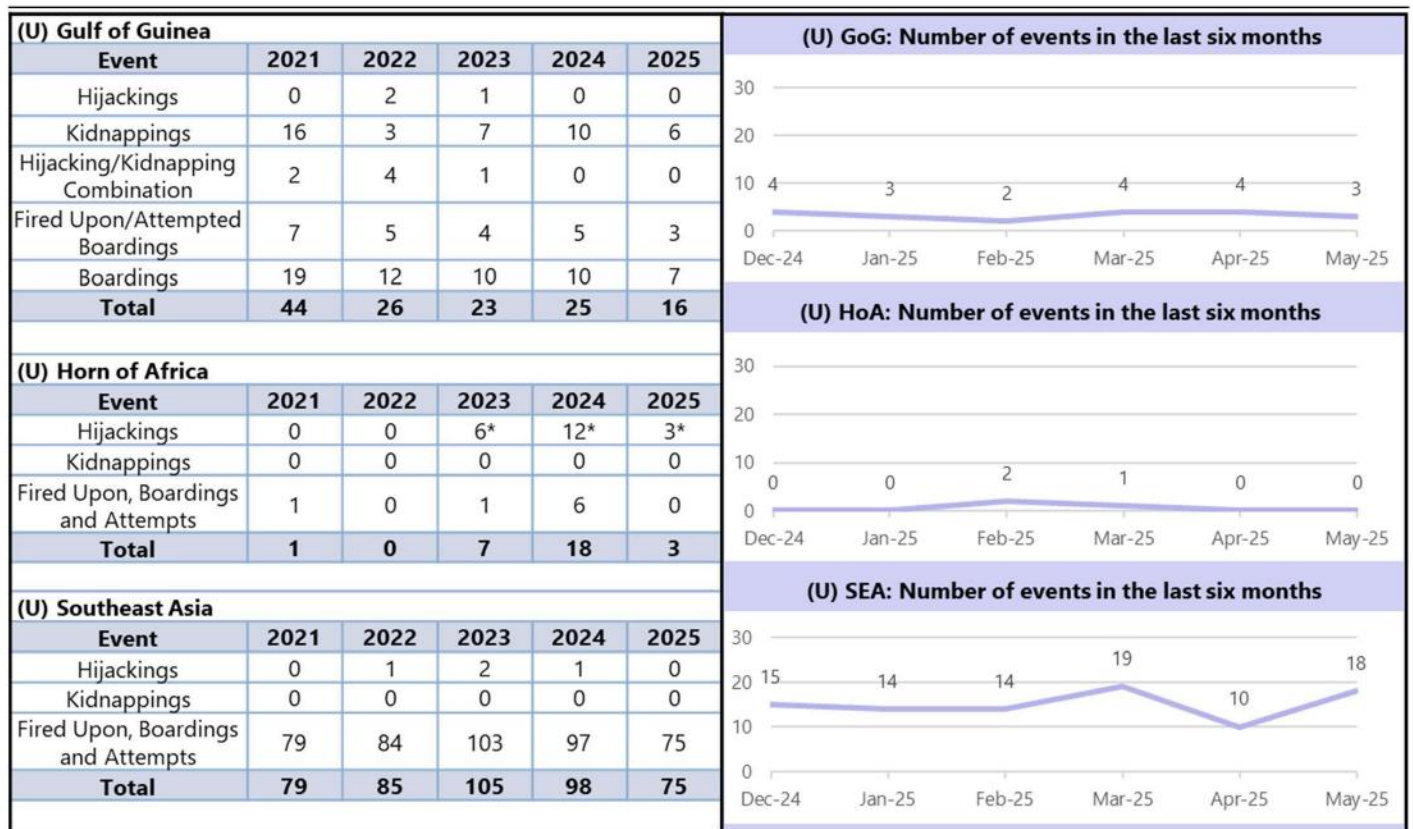 (U) Gulf of Guinea
Event 2021 2022 2023 2024 2025
Hijackings 0 2 1 0 0
Kidnappings 16 3 7 10 6
Hijacking/Kidnapping
Combination 2 4 1 0 0
Fired Upon/Attempted
Boardings 7 5 4 5 3
Boardings 19 12 10 10 7
Total 44 26 23 25 16
(U) Horn of Africa
Event 2021 2022 2023 2024 2025
Hijackings 0 0 6* 12* 3*
Kidnappings 0 0 0 0 0
Fired Upon, Boardings
and Attempts 1 0 1 6 0
Total 1 0 7 18 3
(U) Southeast Asia
Event 2021 2022 2023 2024 2025
Hijackings 0 1 2 1 0
Kidnappings 0 0 0 0 0
Fired Upon, Boardings
and Attempts 79 84 103 97 75
Total 79 85 105 98 75
(U) GoG: Number of events in the last six months
30
20
10
0
4 3 2 4 4 3
Dec-24 Jan-25 Feb-25 Mar-25 Apr-25 May-25
(U) HoA: Number of events in the last six months
30
20
10
0
0 0 2 1 0 0
Dec-24 Jan-25 Feb-25 Mar-25 Apr-25 May-25
(U) SEA: Number of events in the last six months
30
20
10
0
15 14 14 19 10 18
Dec-24 Jan-25 Feb-25 Mar-25 Apr-25 May-25